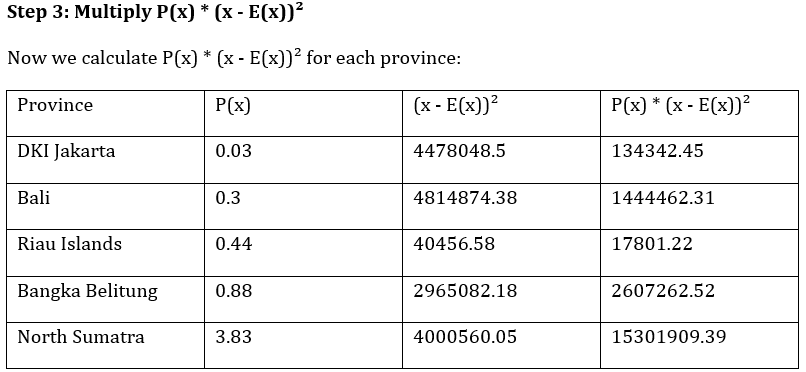 Step 3: Multiply P(x) * (x - E(x))²
Now we calculate P(x) * (x - E(x))² for each province:
Province P(x) (x - E(x))² P(x) * (x - E(x))²
DKI Jakarta 0.03 4478048.5 134342.45
Bali 0.3 4814874.38 1444462.31
Riau Islands 0.44 40456.58 17801.22
Bangka Belitung 0.88 2965082.18 2607262.52
North Sumatra 3.83 4000560.05 15301909.39